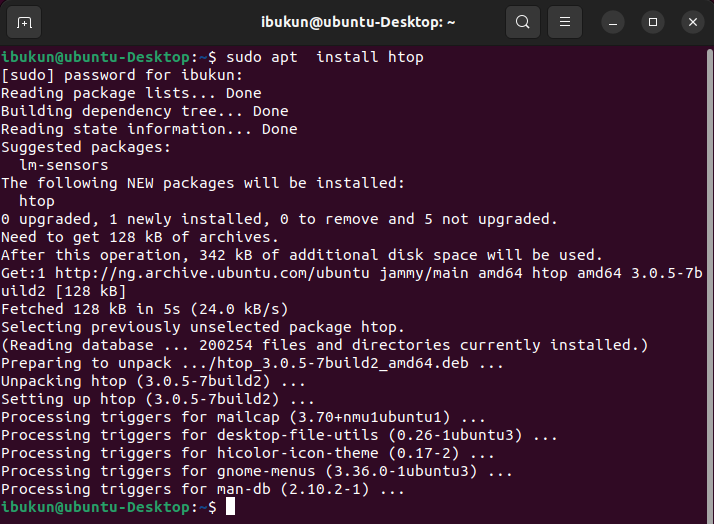 ibukun@ubuntu-Desktop: ~
ibukun@ubuntu-Desktop:~$ sudo apt  install htop
[sudo] password for ibukun:
Reading package lists... Done
Building dependency tree... Done
Reading state information... Done
Suggested packages:
  lm-sensors
The following NEW packages will be installed:
  htop
0 upgraded, 1 newly installed, 0 to remove and 5 not upgraded.
Need to get 128 kB of archives.
After this operation, 342 kB of additional disk space will be used.
Get:1 http://ng.archive.ubuntu.com/ubuntu jammy/main amd64 htop amd64 3.0.5-7b
uild2 [128 kB]
Fetched 128 kB in 5s (24.0 kB/s)
Selecting previously unselected package htop.
(Reading database ... 200254 files and directories currently installed.)
Preparing to unpack .../htop_3.0.5-7build2_amd64.deb ...
Unpacking htop (3.0.5-7build2) ...
Setting up htop (3.0.5-7build2) ...
Processing triggers for mailcap (3.70+nmu1ubuntu1) ...
Processing triggers for desktop-file-utils (0.26-1ubuntu3) ...
Processing triggers for hicolor-icon-theme (0.17-2) ...
Processing triggers for gnome-menus (3.36.0-1ubuntu3) ...
Processing triggers for man-db (2.10.2-1) ...
ibukun@ubuntu-Desktop:~$